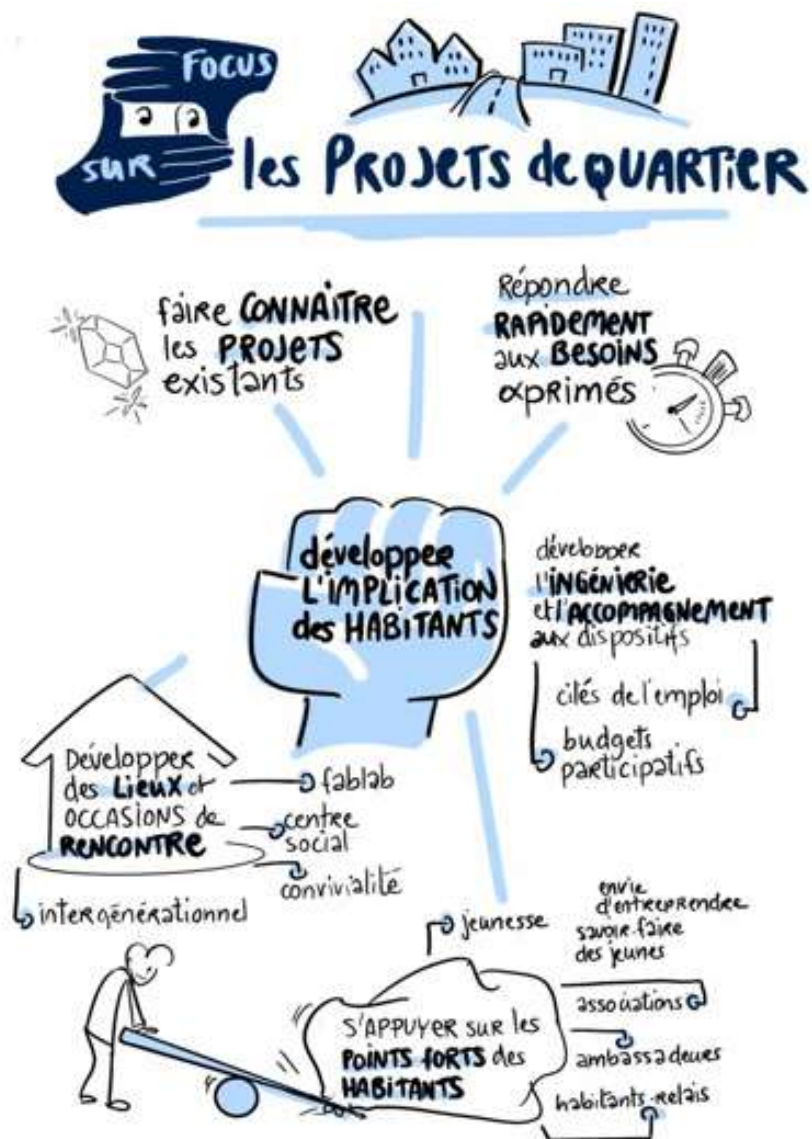 FOCUS
SUR
les PROJETS de QUARTIER
faire CONNAITRE
les PROJETS
existants
Répondre
RAPIDEMENT
aux BESOINS
exprimés
développer
L'IMPLICATION
des HABITANTS
développer
l'INGÉNIERIE
et l'ACCOMPAGNEMENT
aux dispositifs
cités de l'emploi
budgets
participatifs
Développer
des LIEUX et
OCCASIONS de
RENCONTRE
fablab
centre
social
convivialité
intergénérationnel
jeunesse
envie
d'entreprendre
savoir-faire
des jeunes
S'APPUYER SUR les
POINTS FORTS des
HABITANTS
associations
ambassadeurs
habitants-relais